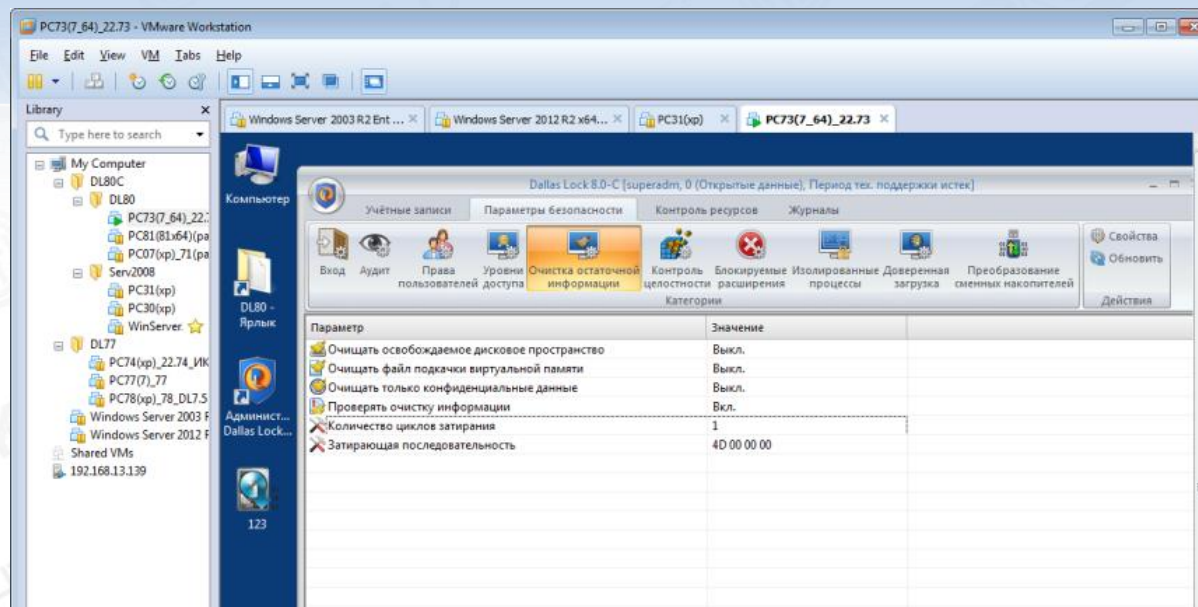 PC73(7_64)_22.73 - VMware Workstation
File Edit View VM Tabs Help
Library
Type here to search
My Computer
DL80C
DL80
PC73(7_64)_22.7
PC81(81x64)(ра
PC07(xp)_71(ра
Serv2008
PC31(xp)
PC30(xp)
WinServer.
DL77
PC74(xp)_22.74_ИК
PC77(7)_77
PC78(xp)_78_DL7.5
Windows Server 2003 F
Windows Server 2012 F
Shared VMs
192.168.13.139
Windows Server 2003 R2 Ent ... Windows Server 2012 R2 x64... PC31(xp) PC73(7_64)_22.73
Компьютер
DL80 -
Ярлык
Админист...
Dallas Lock...
123
Dallas Lock 8.0-C [superadm, 0 (Открытые данные), Период тех. поддержки истек]
Учётные записи Параметры безопасности Контроль ресурсов Журналы
Вход
Аудит
Права
пользователей
Уровни
доступа
Очистка остаточной
информации
Контроль
целостности
Блокируемые
расширения
Изолированные
процессы
Доверенная
загрузка
Преобразование
сменных накопителей
Категории
Свойства
Обновить
Действия
Параметр Значение
Очищать освобождаемое дисковое пространство Выкл.
Очищать файл подкачки виртуальной памяти Выкл.
Очищать только конфиденциальные данные Выкл.
Проверять очистку информации Вкл.
Количество циклов затирания 1
Затирающая последовательность 4D 00 00 00